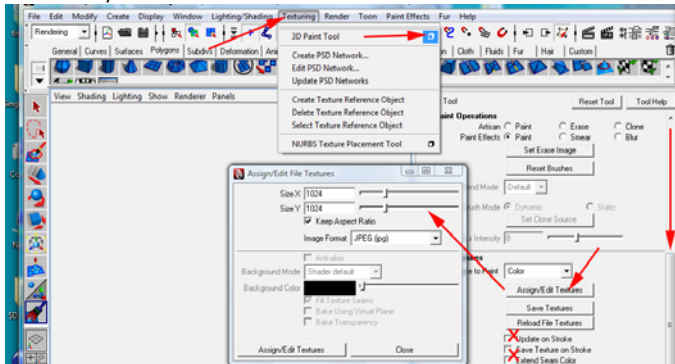 File Edit Modify Create Display Window Lighting/Shading Texturing Render Toon Paint Effects Fur Help
Rendering
General Curves Surfaces Polygons Subdivs Deformation Cloth Fluids Fur Hair Custom
View Shading Lighting Show Renderer Panels
3D Paint Tool
Create PSD Network...
Edit PSD Network...
Update PSD Networks
Create Texture Reference Object
Delete Texture Reference Object
Select Texture Reference Object
NURBS Texture Placement Tool
Tool Reset Tool Tool Help
Paint Operations
Artisan Paint Erase Clone
Paint Effects Paint Smear Blur
Set Erase Image
Reset Brushes
Mode Default
Mode Dynamic Static
Set Clone Source
Intensity 0
to Paint Color
Assign/Edit Textures
Save Textures
Reload File Textures
Update on Stroke
Save Texture on Stroke
Extend Seam Color
Assign/Edit File Textures
Size X 1024
Size Y 1024
Keep Aspect Ratio
Image Format JPEG (jpg)
Anti-alias
Background Mode Shader default
Background Color
Fill Texture Seams
Bake Using Virtual Plane
Bake Transparency
Assign/Edit Textures Close